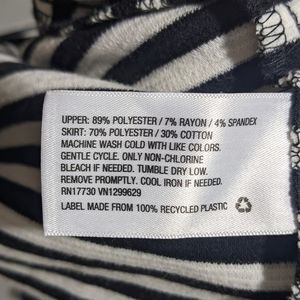 UPPER: 89% POLYESTER / 7% RAYON / 4% SPANDEX
SKIRT: 70% POLYESTER / 30% COTTON
MACHINE WASH COLD WITH LIKE COLORS.
GENTLE CYCLE. ONLY NON-CHLORINE
BLEACH IF NEEDED. TUMBLE DRY LOW.
REMOVE PROMPTLY. COOL IRON IF NEEDED.
RN17730 VN1299629
LABEL MADE FROM 100% RECYCLED PLASTIC